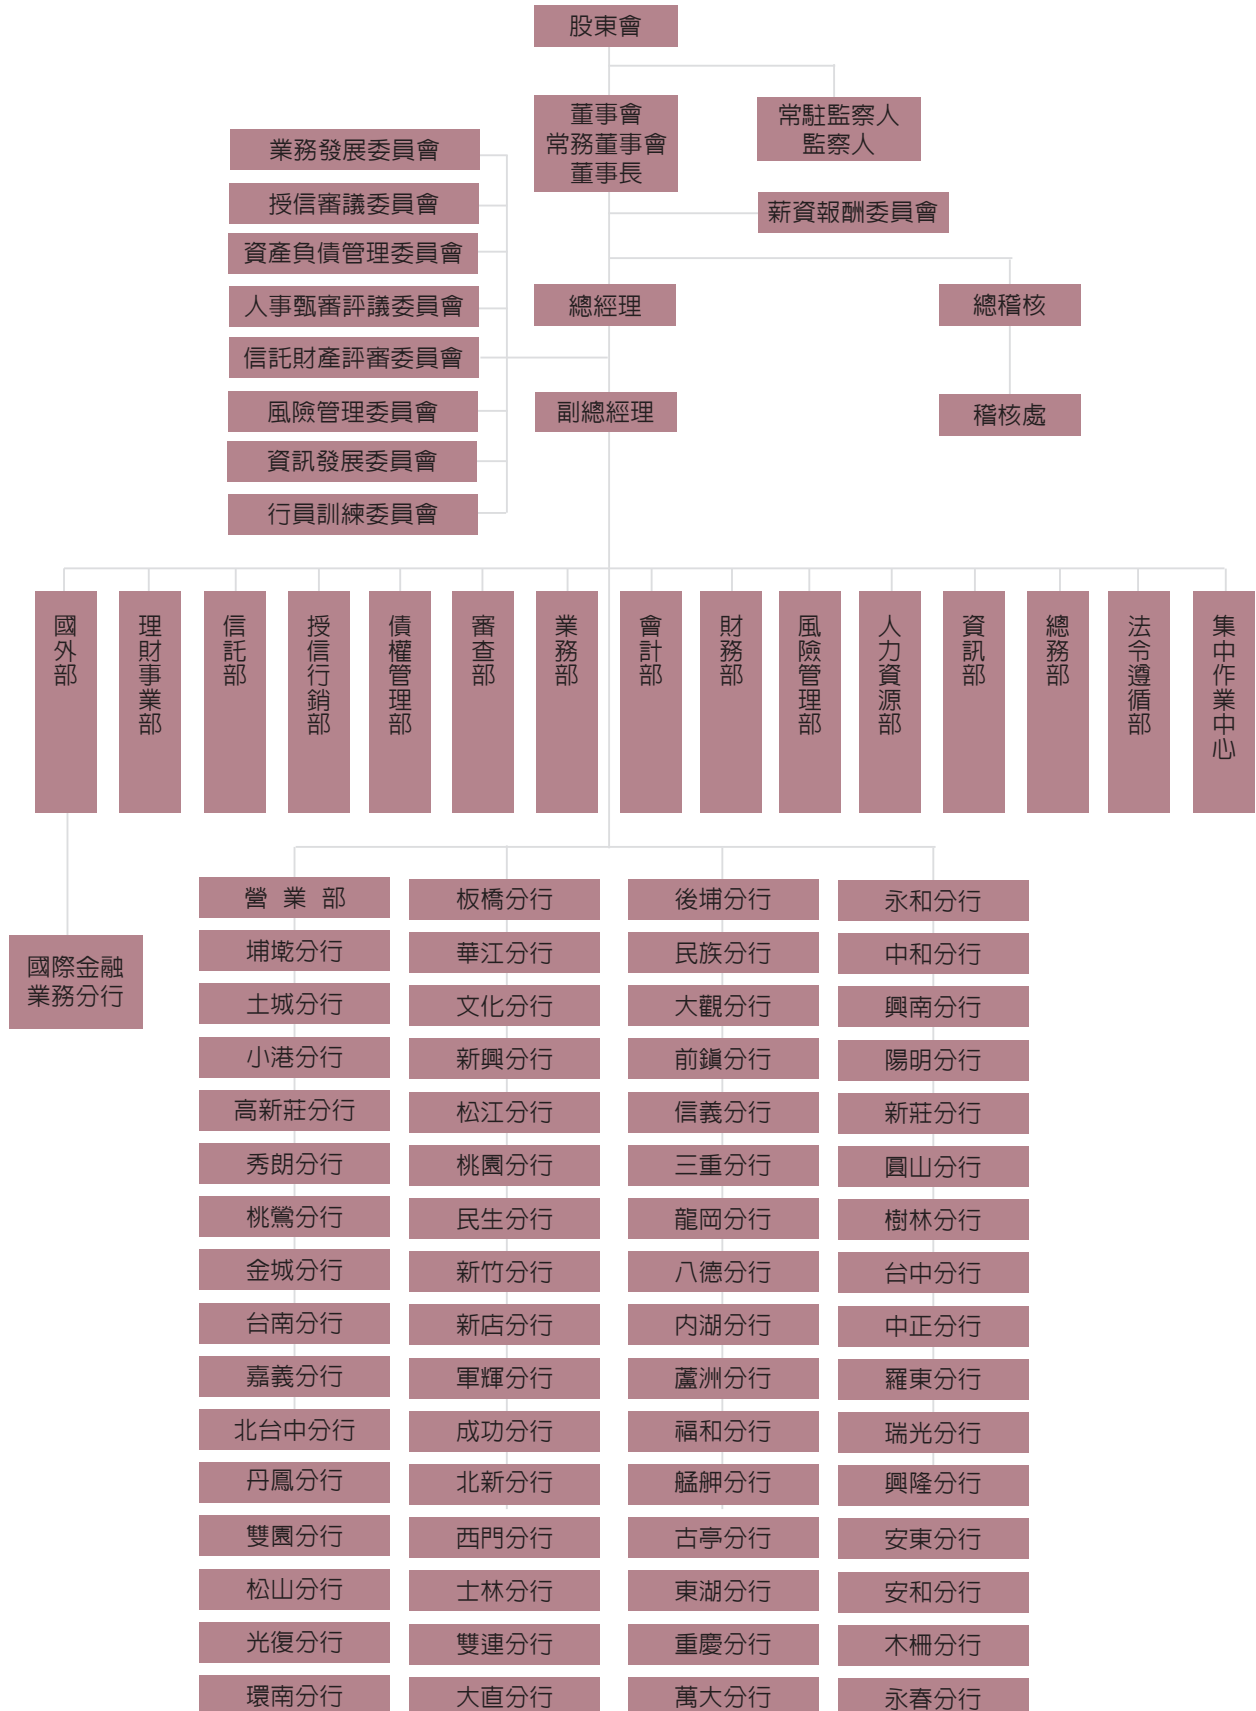 股東會
董事會
常務董事會
董事長
常駐監察人
監察人
薪資報酬委員會
業務發展委員會
授信審議委員會
資產負債管理委員會
人事甄審評議委員會
信託財產評審委員會
風險管理委員會
資訊發展委員會
行員訓練委員會
總經理
總稽核
副總經理
稽核處
國外部
理財事業部
信託部
授信行銷部
債權管理部
審查部
業務部
會計部
財務部
風險管理部
人力資源部
資訊部
總務部
法令遵循部
集中作業中心
國際金融
業務分行
營業部
埔墘分行
土城分行
小港分行
高新莊分行
秀朗分行
桃鶯分行
金城分行
台南分行
嘉義分行
北台中分行
丹鳳分行
雙園分行
松山分行
光復分行
環南分行
板橋分行
華江分行
文化分行
新興分行
松江分行
桃園分行
民生分行
新竹分行
新店分行
軍輝分行
成功分行
北新分行
西門分行
士林分行
雙連分行
大直分行
後埔分行
民族分行
大觀分行
前鎮分行
信義分行
三重分行
龍岡分行
八德分行
內湖分行
蘆洲分行
福和分行
艋舺分行
古亭分行
東湖分行
重慶分行
萬大分行
永和分行
中和分行
興南分行
陽明分行
新莊分行
圓山分行
樹林分行
台中分行
中正分行
羅東分行
瑞光分行
興隆分行
安東分行
安和分行
木柵分行
永春分行